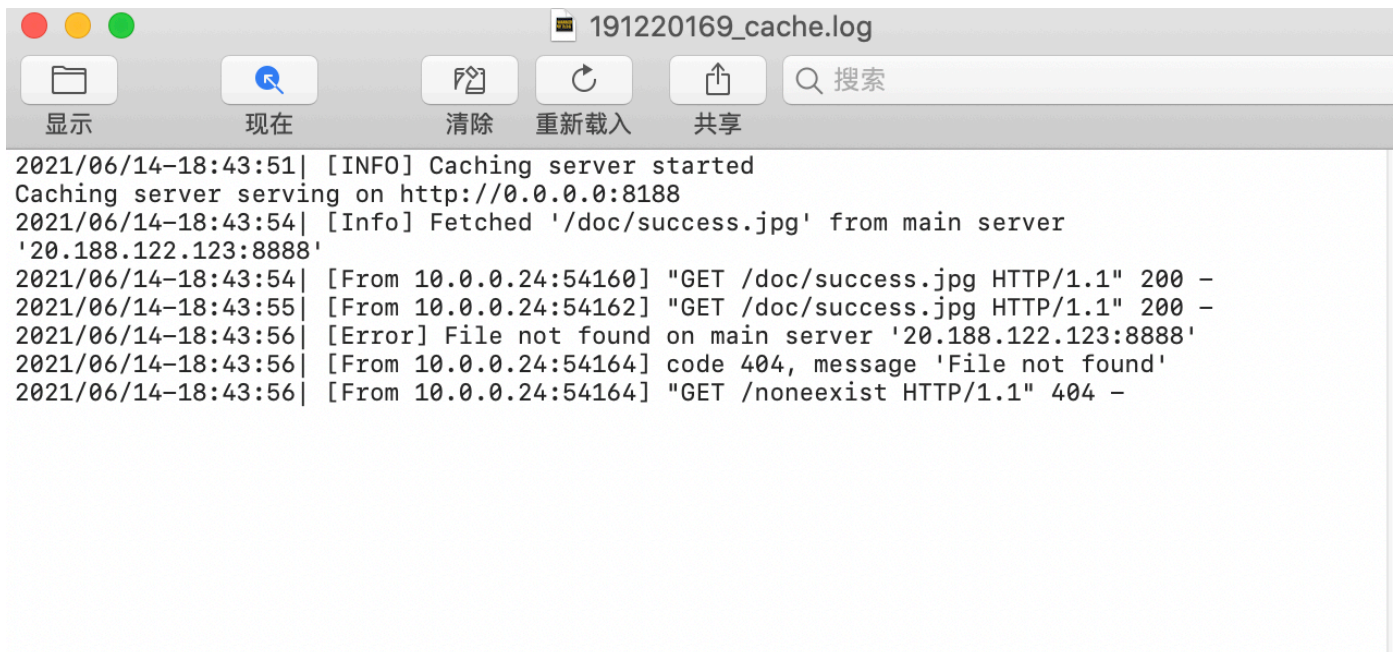 191220169_cache.log
搜索
显示 现在 清除 重新载入 共享
2021/06/14-18:43:51| [INFO] Caching server started
Caching server serving on http://0.0.0.0:8188
2021/06/14-18:43:54| [Info] Fetched '/doc/success.jpg' from main server
'20.188.122.123:8888'
2021/06/14-18:43:54| [From 10.0.0.24:54160] "GET /doc/success.jpg HTTP/1.1" 200 -
2021/06/14-18:43:55| [From 10.0.0.24:54162] "GET /doc/success.jpg HTTP/1.1" 200 -
2021/06/14-18:43:56| [Error] File not found on main server '20.188.122.123:8888'
2021/06/14-18:43:56| [From 10.0.0.24:54164] code 404, message 'File not found'
2021/06/14-18:43:56| [From 10.0.0.24:54164] "GET /noneexist HTTP/1.1" 404 -